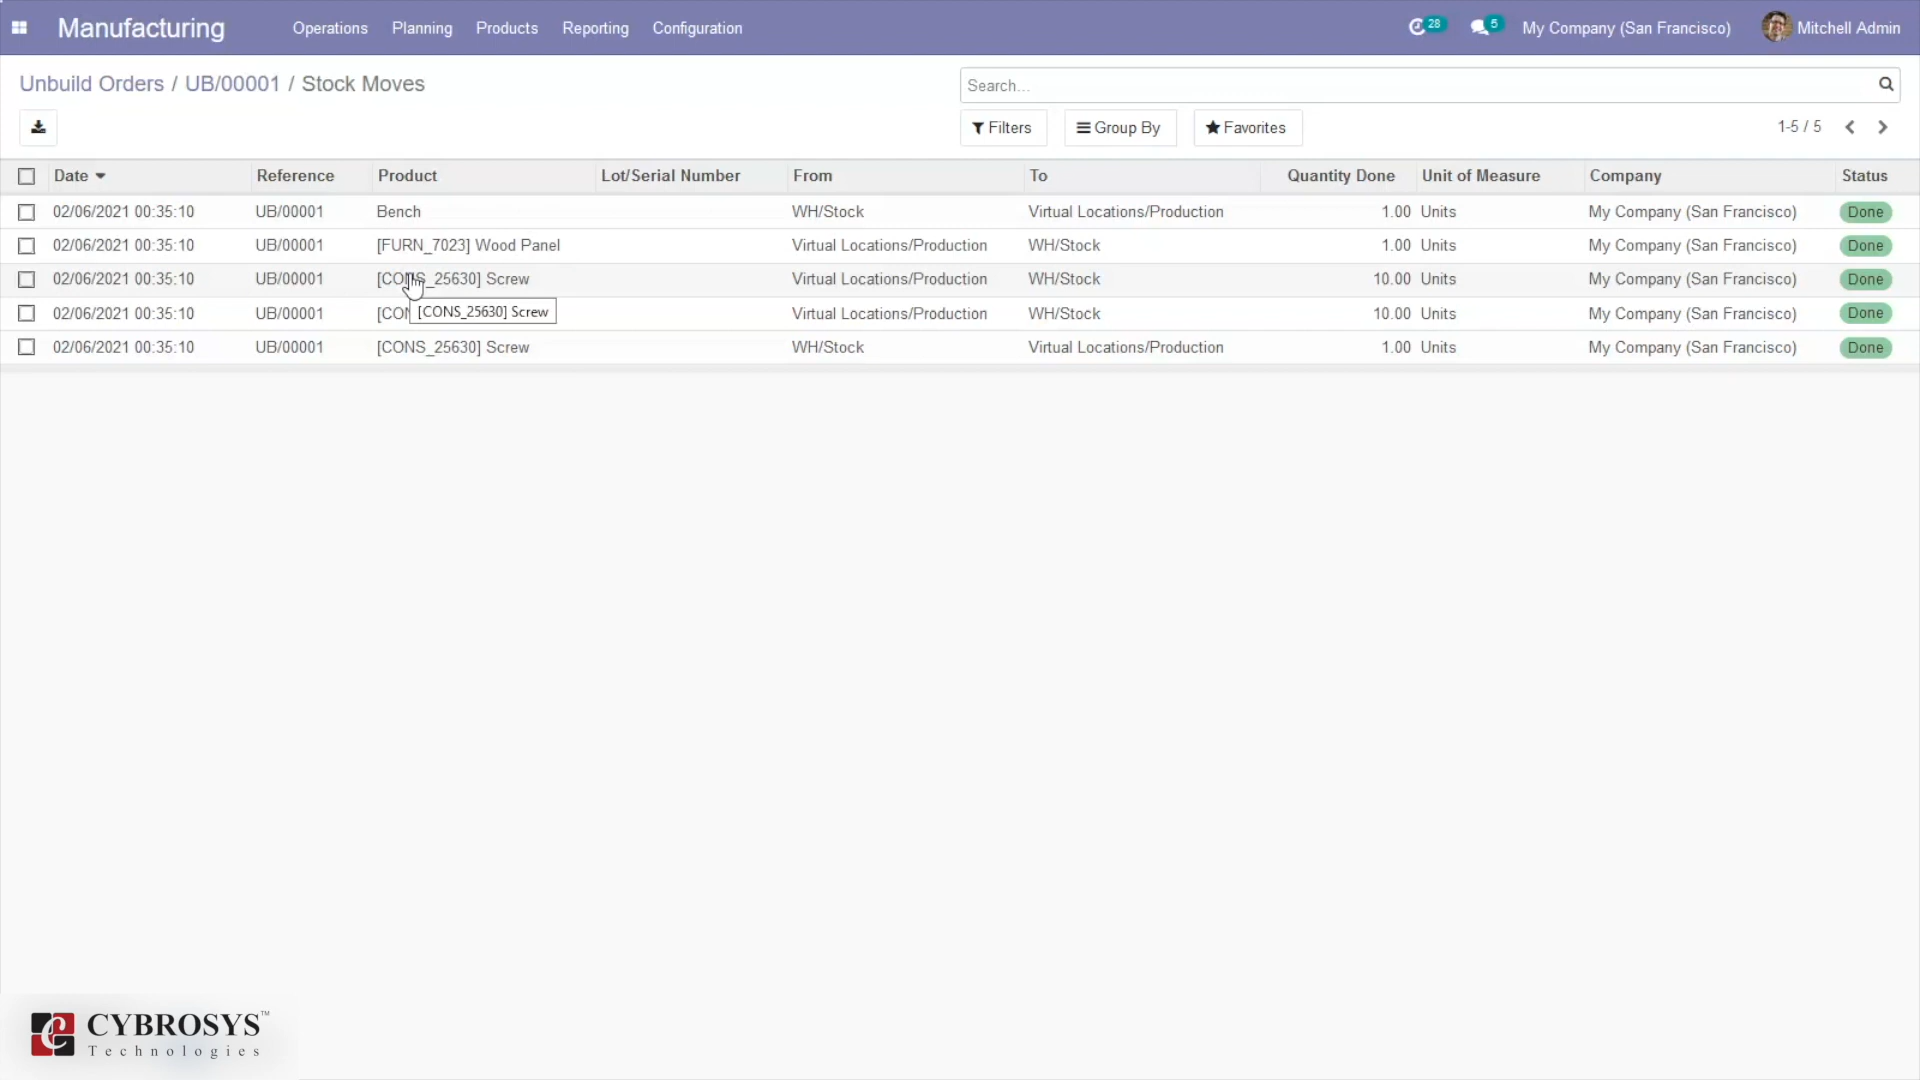 Manufacturing Operations Planning Products Reporting Configuration 28 5 My Company (San Francisco) Mitchell Admin
Unbuild Orders / UB/00001 / Stock Moves
Search...
Filters Group By Favorites 1-5 / 5
Date Reference Product Lot/Serial Number From To Quantity Done Unit of Measure Company Status
02/06/2021 00:35:10 UB/00001 Bench WH/Stock Virtual Locations/Production 1.00 Units My Company (San Francisco) Done
02/06/2021 00:35:10 UB/00001 [FURN_7023] Wood Panel Virtual Locations/Production WH/Stock 1.00 Units My Company (San Francisco) Done
02/06/2021 00:35:10 UB/00001 [CONS_25630] Screw Virtual Locations/Production WH/Stock 10.00 Units My Company (San Francisco) Done
02/06/2021 00:35:10 UB/00001 [CON Virtual Locations/Production WH/Stock 10.00 Units My Company (San Francisco) Done
[CONS_25630] Screw
02/06/2021 00:35:10 UB/00001 [CONS_25630] Screw WH/Stock Virtual Locations/Production 1.00 Units My Company (San Francisco) Done
CYBROSYS™
Technologies